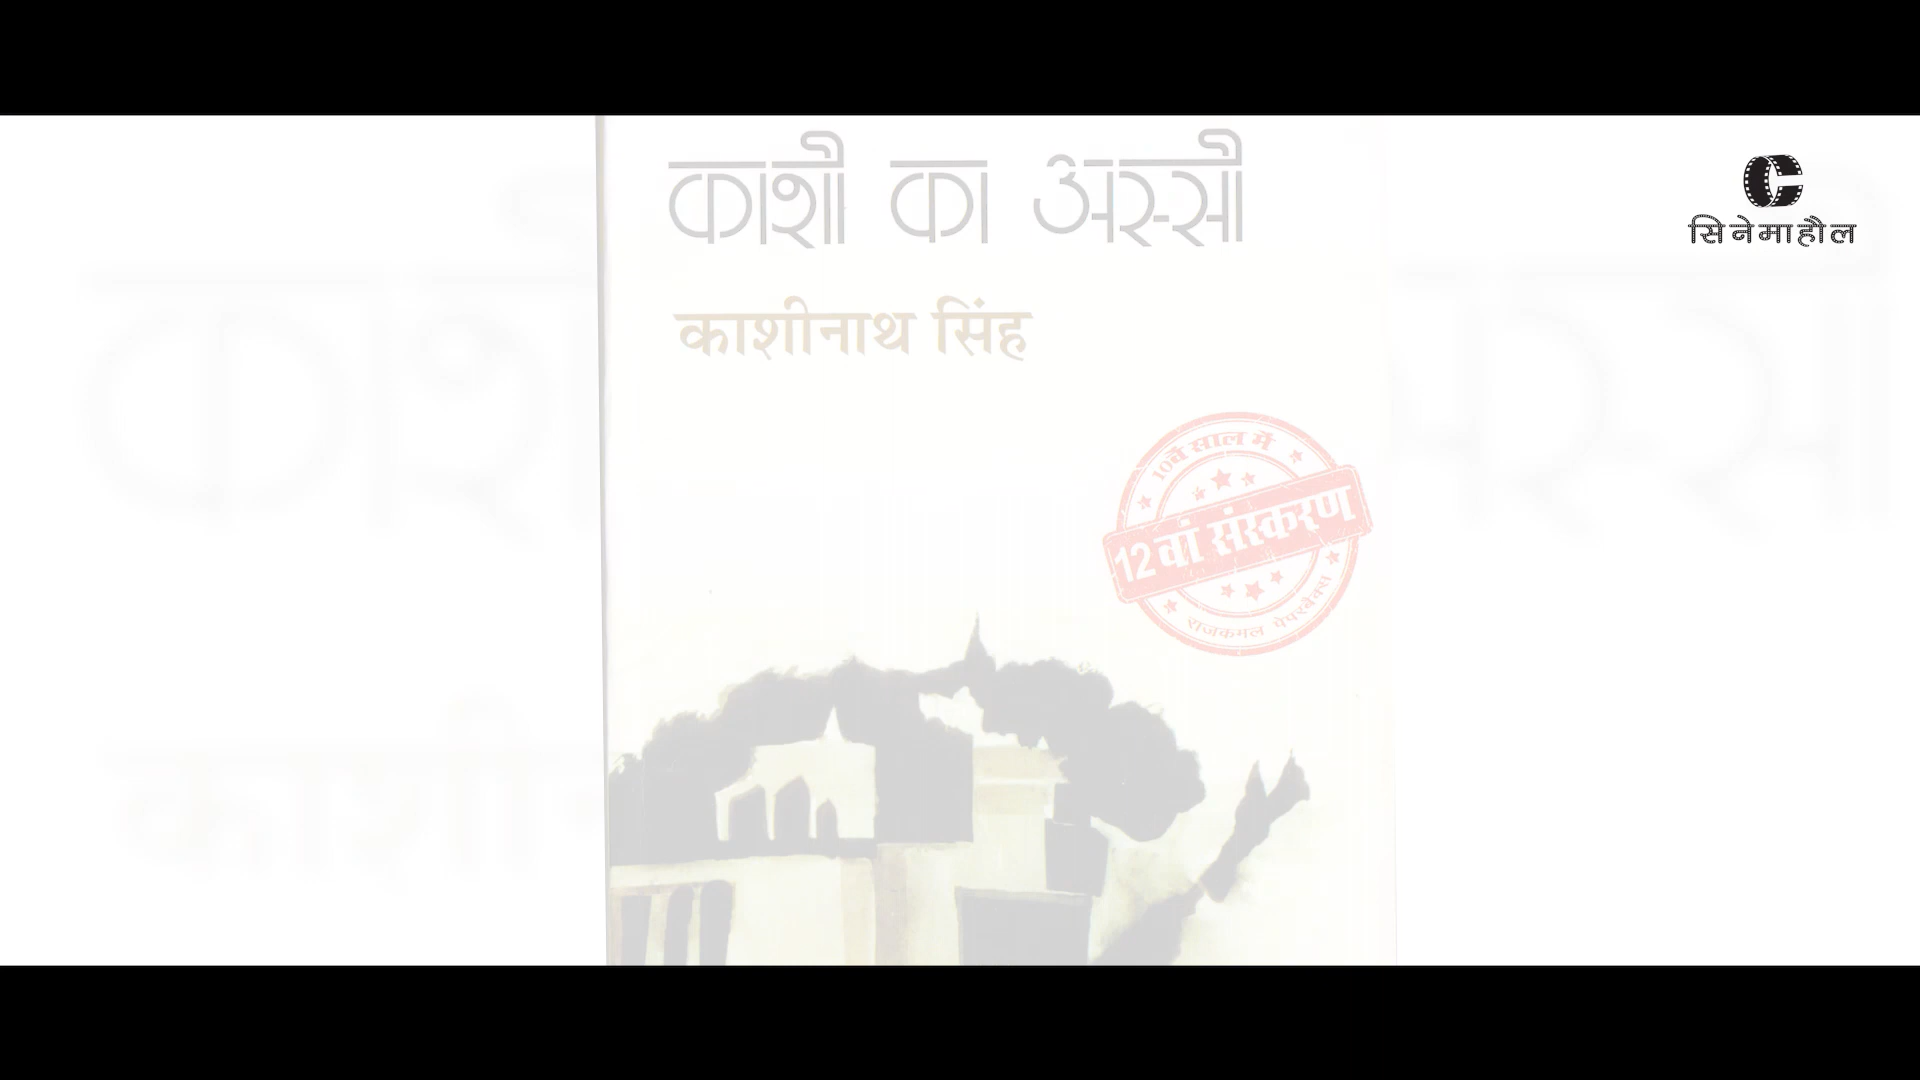 काशी का अस्सी
काशीनाथ सिंह
10वें साल में
12वां संस्करण
राजकमल पेपरबैक्स
सिनेमाहौल